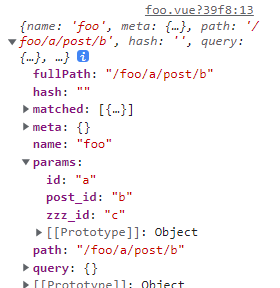 foo.vue?39f8:13
{name: 'foo', meta: {…}, path: '/
foo/a/post/b', hash: '', query:
{…}, …} i
fullPath: "/foo/a/post/b"
hash: ""
matched: [{…}]
meta: {}
name: "foo"
params:
id: "a"
post_id: "b"
zzz_id: "c"
[[Prototype]]: Object
path: "/foo/a/post/b"
query: {}
[[Prototype]]: Object